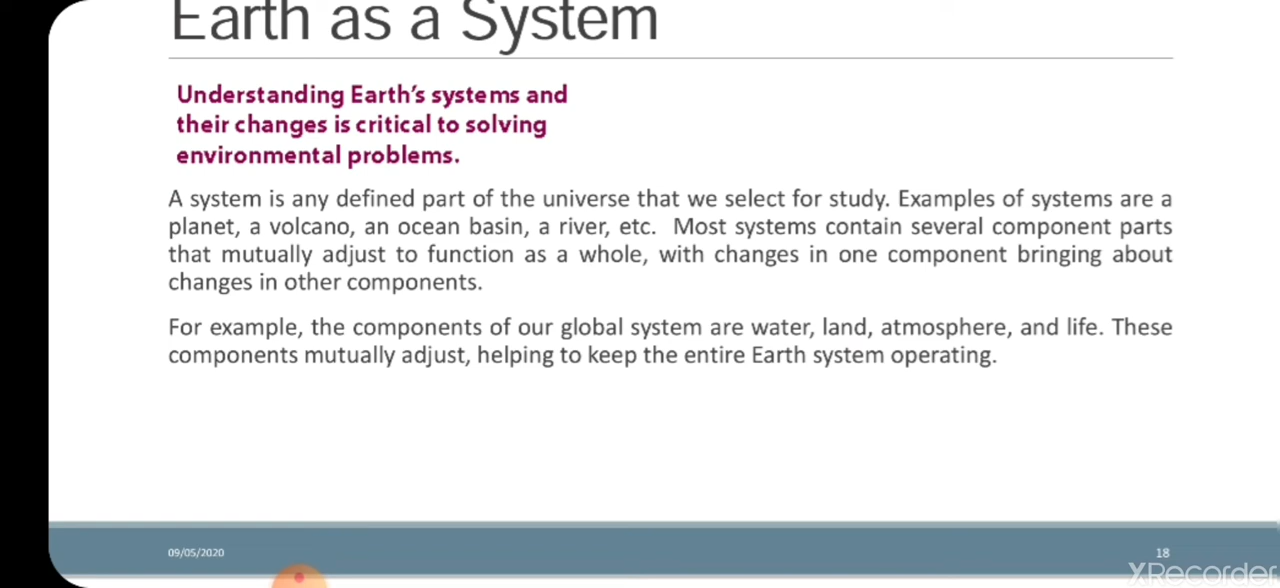 Earth as a System
Understanding Earth's systems and
their changes is critical to solving
environmental problems.
A system is any defined part of the universe that we select for study. Examples of systems are a
planet, a volcano, an ocean basin, a river, etc. Most systems contain several component parts
that mutually adjust to function as a whole, with changes in one component bringing about
changes in other components.
For example, the components of our global system are water, land, atmosphere, and life. These
components mutually adjust, helping to keep the entire Earth system operating.
09/05/2020
18
XRecorder